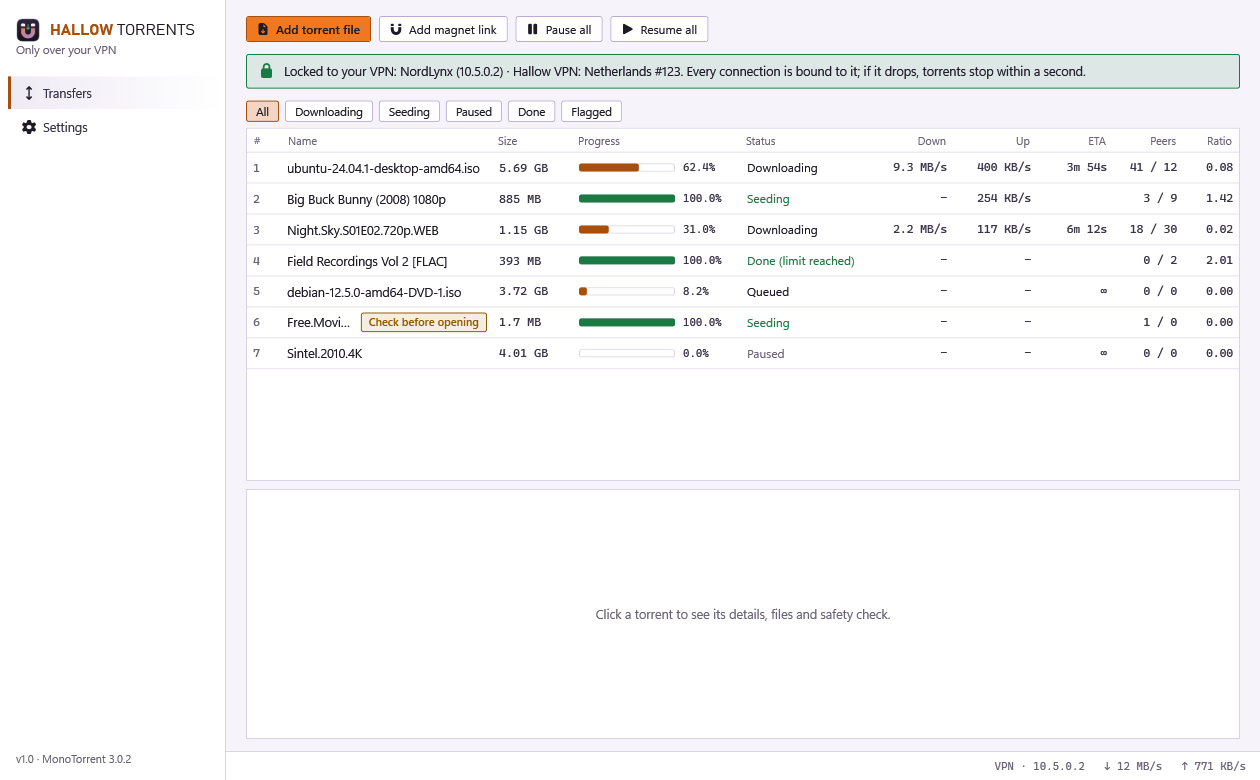 HALLOW TORRENTS
Only over your VPN
Transfers
Settings
v1.0 · MonoTorrent 3.0.2
Add torrent file
Add magnet link
Pause all
Resume all
Locked to your VPN: NordLynx (10.5.0.2) · Hallow VPN: Netherlands #123. Every connection is bound to it; if it drops, torrents stop within a second.
All Downloading Seeding Paused Done Flagged
# Name Size Progress Status Down Up ETA Peers Ratio
1 ubuntu-24.04.1-desktop-amd64.iso 5.69 GB 62.4% Downloading 9.3 MB/s 400 KB/s 3m 54s 41 / 12 0.08
2 Big Buck Bunny (2008) 1080p 885 MB 100.0% Seeding – 254 KB/s 3 / 9 1.42
3 Night.Sky.S01E02.720p.WEB 1.15 GB 31.0% Downloading 2.2 MB/s 117 KB/s 6m 12s 18 / 30 0.02
4 Field Recordings Vol 2 [FLAC] 393 MB 100.0% Done (limit reached) – – 0 / 2 2.01
5 debian-12.5.0-amd64-DVD-1.iso 3.72 GB 8.2% Queued – – ∞ 0 / 0 0.00
6 Free.Movi... Check before opening 1.7 MB 100.0% Seeding – – 1 / 0 0.00
7 Sintel.2010.4K 4.01 GB 0.0% Paused – – ∞ 0 / 0 0.00
Click a torrent to see its details, files and safety check.
VPN · 10.5.0.2 ↓ 12 MB/s ↑ 771 KB/s